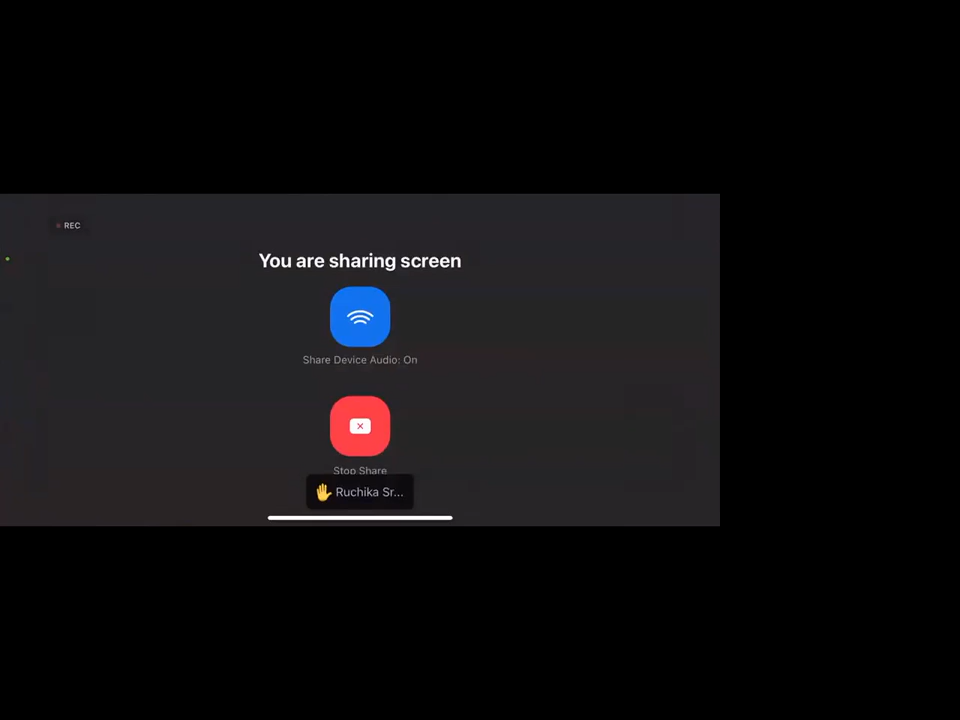 REC
You are sharing screen
Share Device Audio: On
Stop Share
Ruchika Sr...